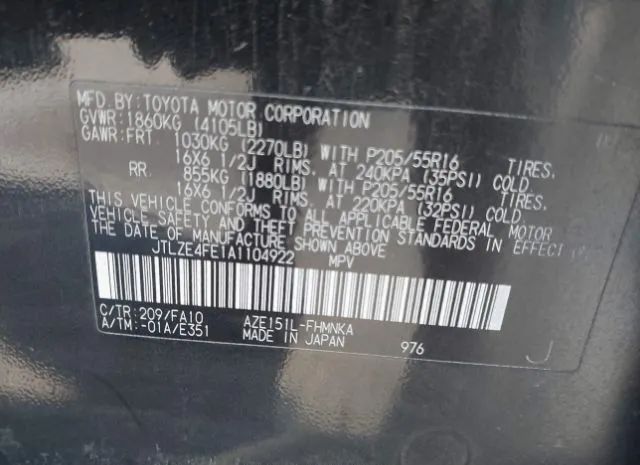 MFD. BY: TOYOTA MOTOR CORPORATION
GVWR: 1860KG (4105LB)
GAWR: FRT 1030KG (2270LB) WITH P205/55R16 TIRES,
16X6 1/2J RIMS, AT 240KPA (35PSI) COLD.
RR 855KG (1880LB) WITH P205/55R16 TIRES,
16X6 1/2J RIMS, AT 220KPA (32PSI) COLD.
THIS VEHICLE CONFORMS TO ALL APPLICABLE FEDERAL MOTOR
VEHICLE SAFETY AND THEFT PREVENTION STANDARDS IN EFFECT ON
THE DATE OF MANUFACTURE SHOWN ABOVE.
JTLZE4FE1A1104922 MPV
C/TR: 209/FA10 AZE151L-FHMNKA
A/TM: -01A/E351 MADE IN JAPAN 976 J